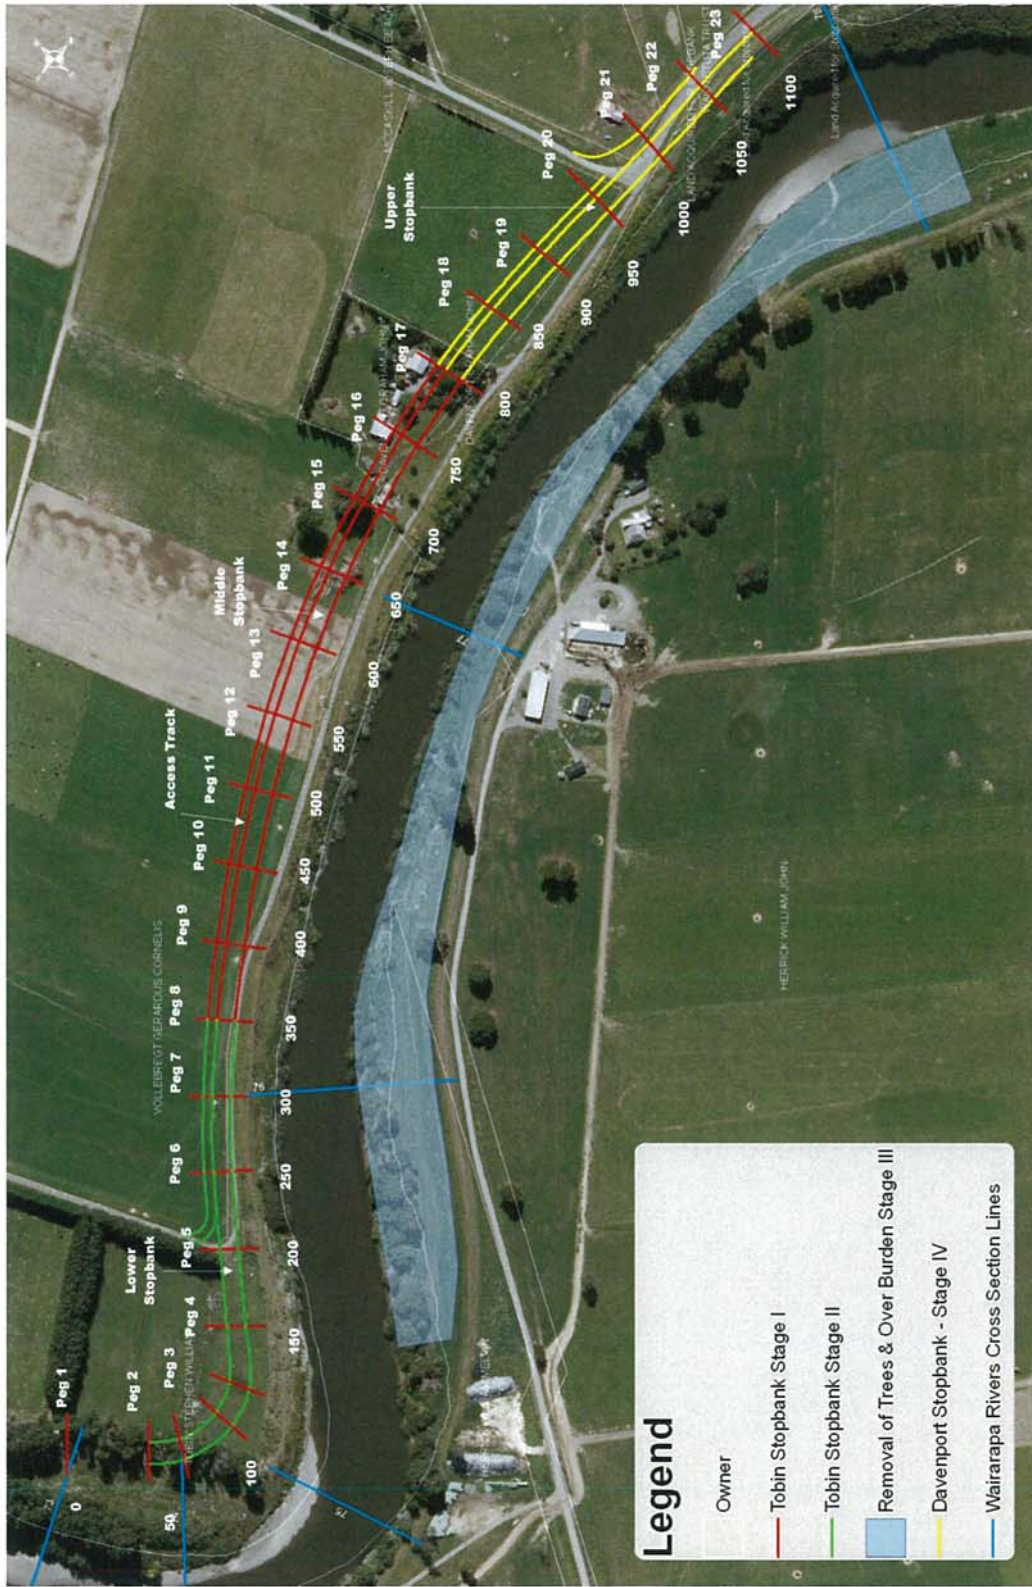 Peg 1
Peg 2
Peg 3
Peg 4
Peg 5
Peg 6
Peg 7
Peg 8
Peg 9
Peg 10
Peg 11
Peg 12
Peg 13
Peg 14
Peg 15
Peg 16
Peg 17
Peg 18
Peg 19
Peg 20
Peg 21
Peg 22
Peg 23
Lower
Stopbank
Access Track
Middle
Stopbank
Upper
Stopbank
VOLLEBREGT GERARDUS CORNELIS
HERRICK WILLIAM JOHN
0
50
100
150
200
250
300
350
400
450
500
550
600
650
700
750
800
850
900
950
1000
1050
1100
76
77
Legend
Owner
Tobin Stopbank Stage I
Tobin Stopbank Stage II
Removal of Trees & Over Burden Stage III
Davenport Stopbank - Stage IV
Wairarapa Rivers Cross Section Lines